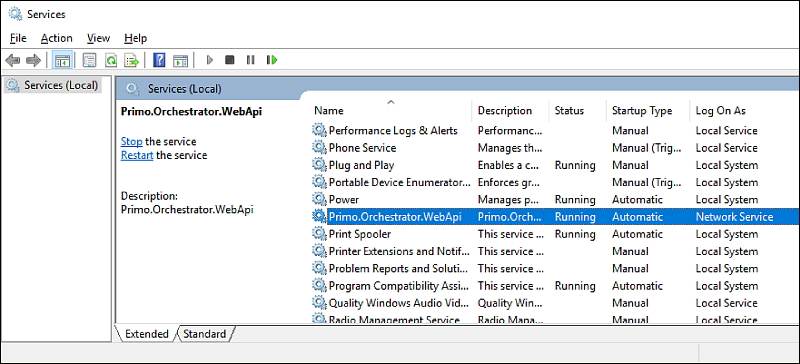 Services
File Action View Help
Services (Local)
Services (Local)
Primo.Orchestrator.WebApi
Stop the service
Restart the service
Description:
Primo.Orchestrator.WebApi
Name Description Status Startup Type Log On As
Performance Logs & Alerts Performanc... Manual Local Service
Phone Service Manages th... Manual (Trig... Local Service
Plug and Play Enables a c... Running Manual Local System
Portable Device Enumerator... Enforces gr... Manual (Trig... Local System
Power Manages p... Running Automatic Local System
Primo.Orchestrator.WebApi Primo.Orch... Running Automatic Network Service
Print Spooler This service ... Running Automatic Local System
Printer Extensions and Notif... This service ... Manual Local System
Problem Reports and Soluti... This service ... Manual Local System
Program Compatibility Assi... This service ... Running Automatic Local System
Quality Windows Audio Vid... Quality Win... Manual Local Service
Radio Management Service Radio Mana... Manual Local Service
Extended Standard